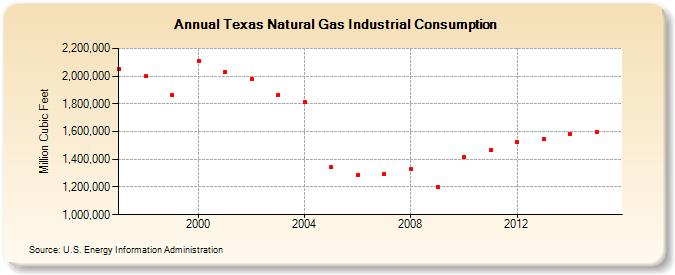 Annual Texas Natural Gas Industrial Consumption
2,200,000
2,000,000
1,800,000
1,600,000
1,400,000
1,200,000
1,000,000
Million Cubic Feet
2000 2004 2008 2012
Source: U.S. Energy Information Administration